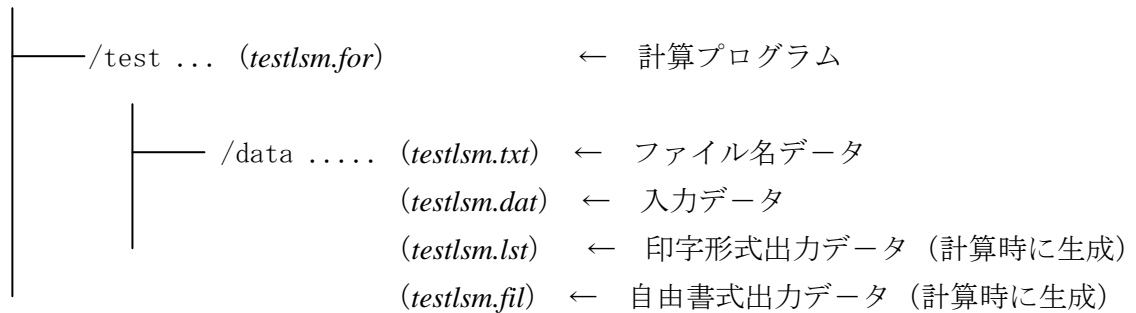 /test ... (testlsm.for) ← 計算プログラム
/data ..... (testlsm.txt) ← ファイル名データ
(testlsm.dat) ← 入力データ
(testlsm.lst) ← 印字形式出力データ（計算時に生成）
(testlsm.fil) ← 自由書式出力データ（計算時に生成）